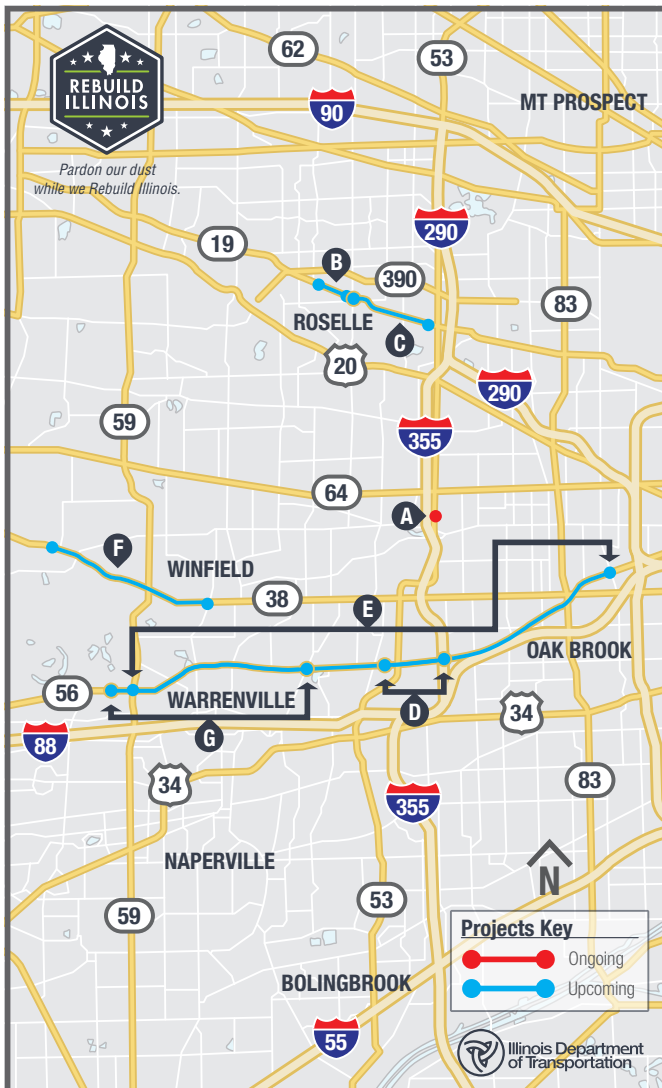 REBUILD
ILLINOIS
Pardon our dust
while we Rebuild Illinois.
62
53
90
MT PROSPECT
19
290
B
390
83
ROSELLE
C
20
290
59
355
64
A
F
WINFIELD
38
E
OAK BROOK
56
WARRENVILLE
D
34
G
88
34
83
355
NAPERVILLE
N
59
53
Projects Key
Ongoing
Upcoming
BOLINGBROOK
55
Illinois Department
of Transportation